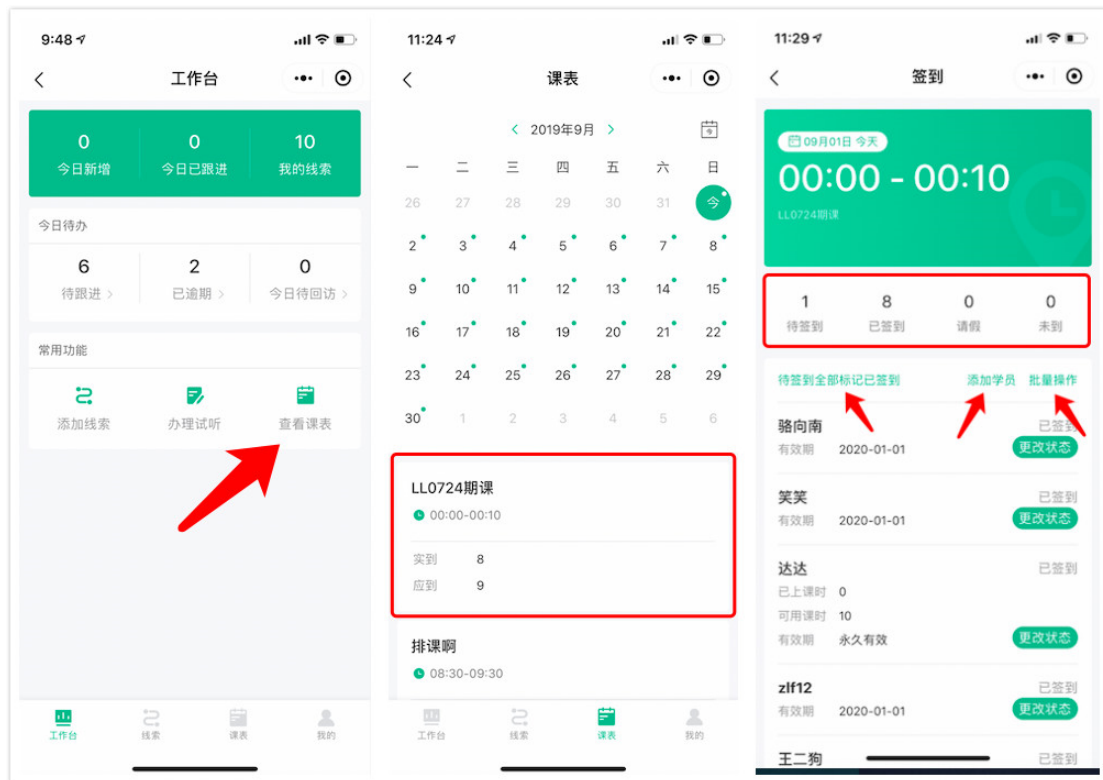 9:48
工作台
0 0 10
今日新增 今日已跟进 我的线索
今日待办
6 2 0
待跟进 > 已逾期 > 今日待回访 >
常用功能
添加线索 办理试听 查看课表
工作台 线索 课表 我的
11:24
课表
< 2019年9月 >
今
一 二 三 四 五 六 日
26 27 28 29 30 31 今
2 3 4 5 6 7 8
9 10 11 12 13 14 15
16 17 18 19 20 21 22
23 24 25 26 27 28 29
30 1 2 3 4 5 6
LL0724期课
00:00-00:10
实到 8
应到 9
排课啊
08:30-09:30
工作台 线索 课表 我的
11:29
签到
09月01日 今天
00:00 - 00:10
LL0724期课
1 8 0 0
待签到 已签到 请假 未到
待签到全部标记已签到 添加学员 批量操作
骆向南 已签到
有效期 2020-01-01 更改状态
笑笑 已签到
有效期 2020-01-01 更改状态
达达 已签到
已上课时 0
可用课时 10
有效期 永久有效 更改状态
zlf12 已签到
有效期 2020-01-01 更改状态
王二狗 已签到